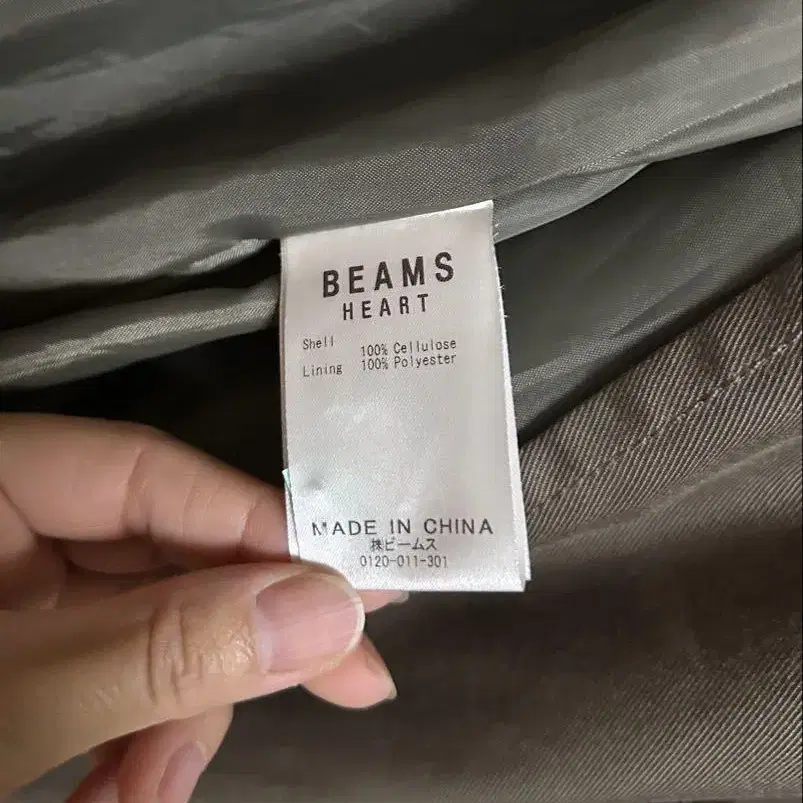 BEAMS
HEART
Shell 100% Cellulose
Lining 100% Polyester
MADE IN CHINA
株ビームス
0120-011-301